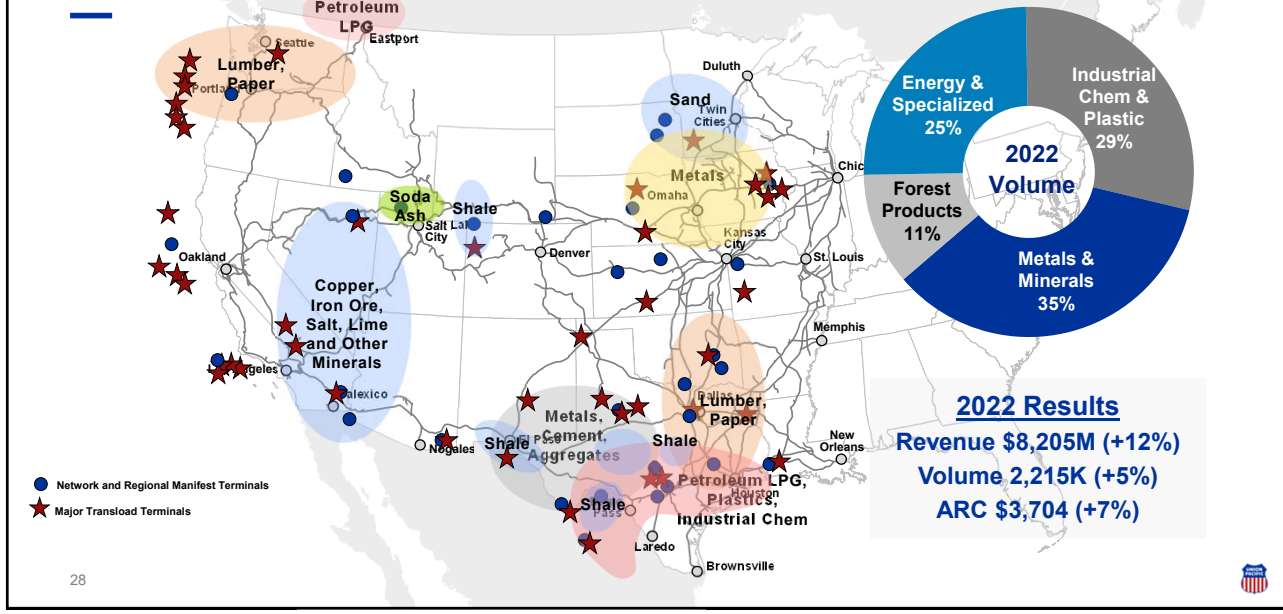 Petroleum
LPG
Eastport
Seattle
Lumber,
Paper
Portland
Duluth
Sand
Twin
Cities
Metals
Omaha
Chic
Soda
Ash
Shale
Salt Lake
City
Denver
Kansas
City
St. Louis
Oakland
Copper,
Iron Ore,
Salt, Lime
and Other
Minerals
Memphis
Los Angeles
Calexico
Dallas
Lumber,
Paper
Metals,
Cement,
Aggregates
Nogales
Shale
El Paso
Shale
New
Orleans
Petroleum LPG,
Plastics,
Industrial Chem
Houston
Shale
Pass
Laredo
Brownsville
Network and Regional Manifest Terminals
Major Transload Terminals
Energy &
Specialized
25%
Industrial
Chem &
Plastic
29%
2022
Volume
Forest
Products
11%
Metals &
Minerals
35%
2022 Results
Revenue $8,205M (+12%)
Volume 2,215K (+5%)
ARC $3,704 (+7%)
28
UNION
PACIFIC